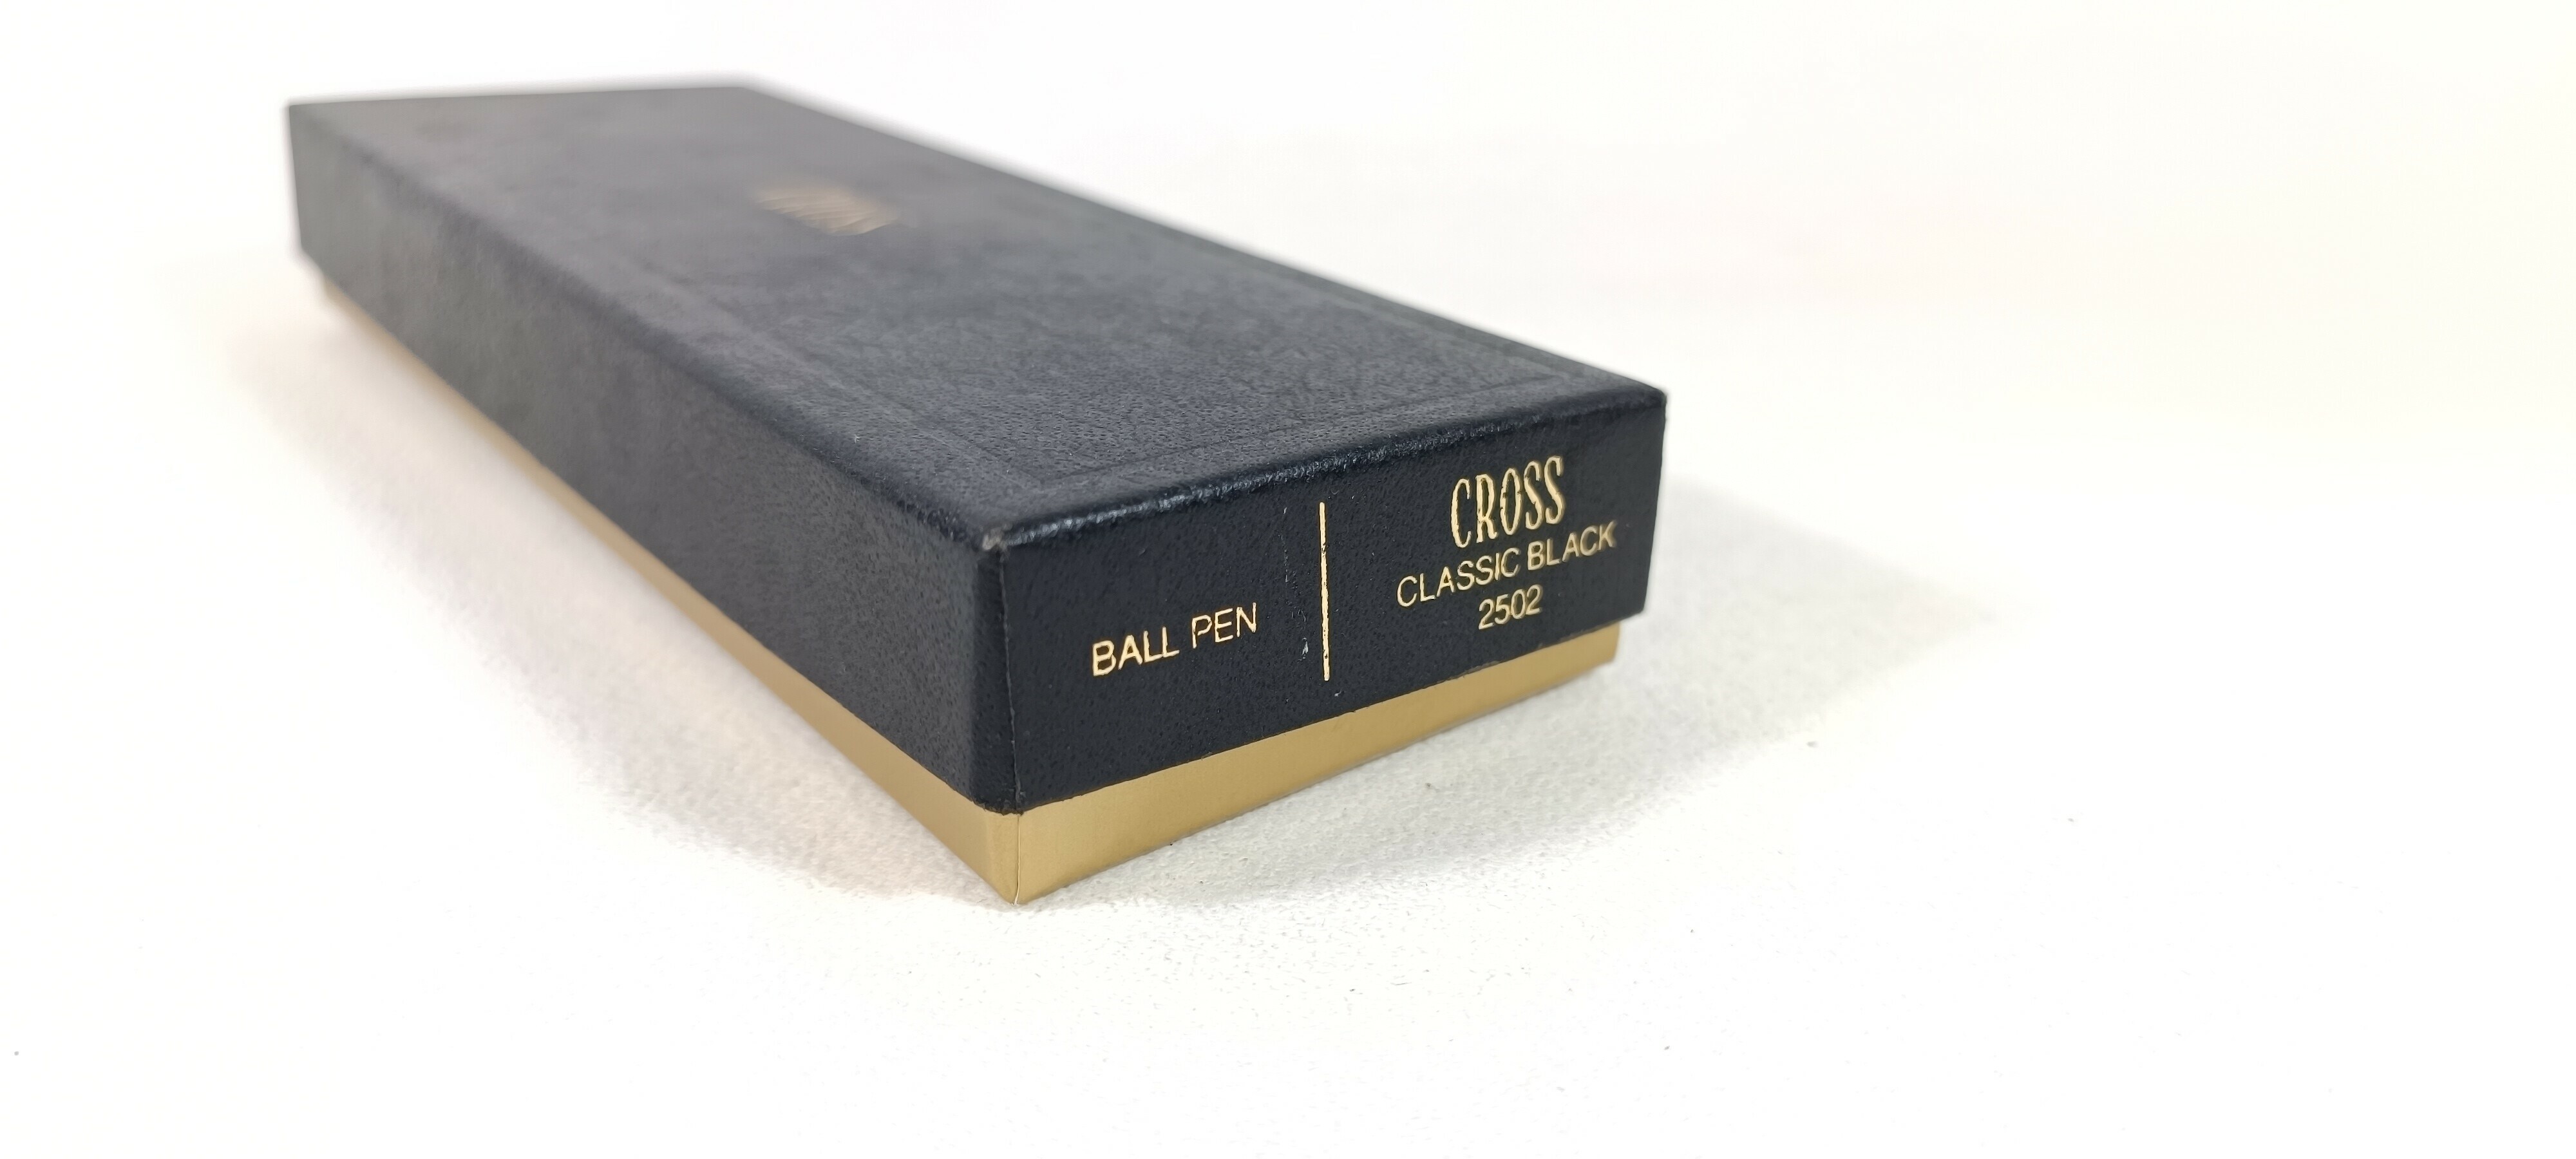 BALL PEN
CROSS
CLASSIC BLACK
2502